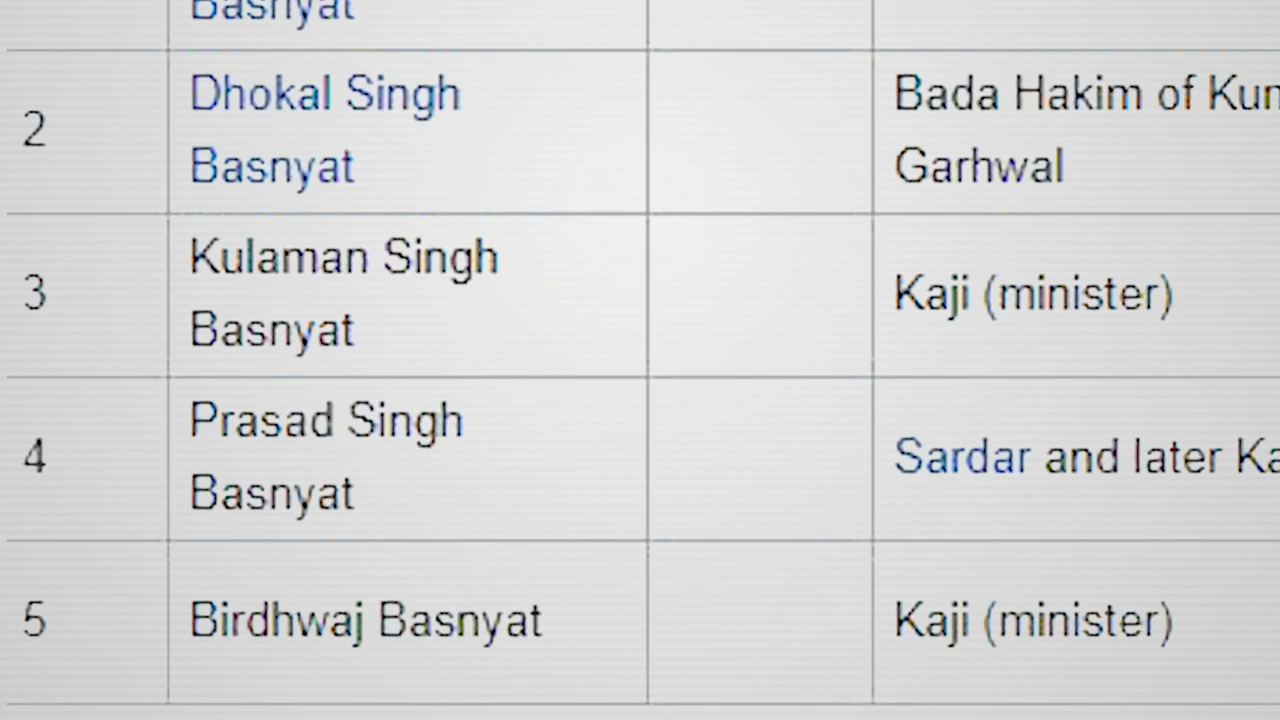 Basnyat
2
Dhokal Singh
Basnyat
Bada Hakim of
Garhwal
3
Kulaman Singh
Basnyat
Kaji (minister)
4
Prasad Singh
Basnyat
Sardar and later
5
Birdhwaj Basnyat
Kaji (minister)